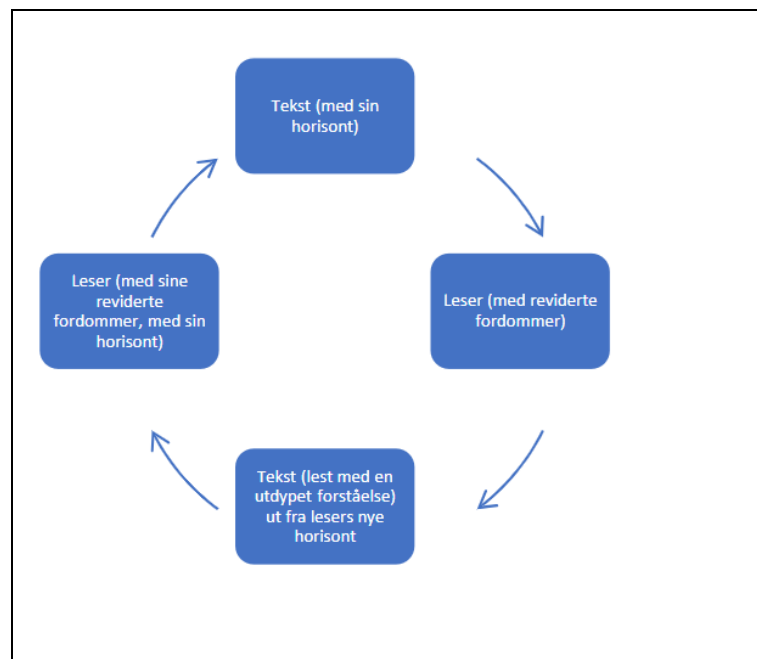 Tekst (med sin
horisont)
Leser (med reviderte
fordommer)
Tekst (lest med en
utdypet forståelse)
ut fra lesers nye
horisont
Leser (med sine
reviderte
fordommer, med sin
horisont)